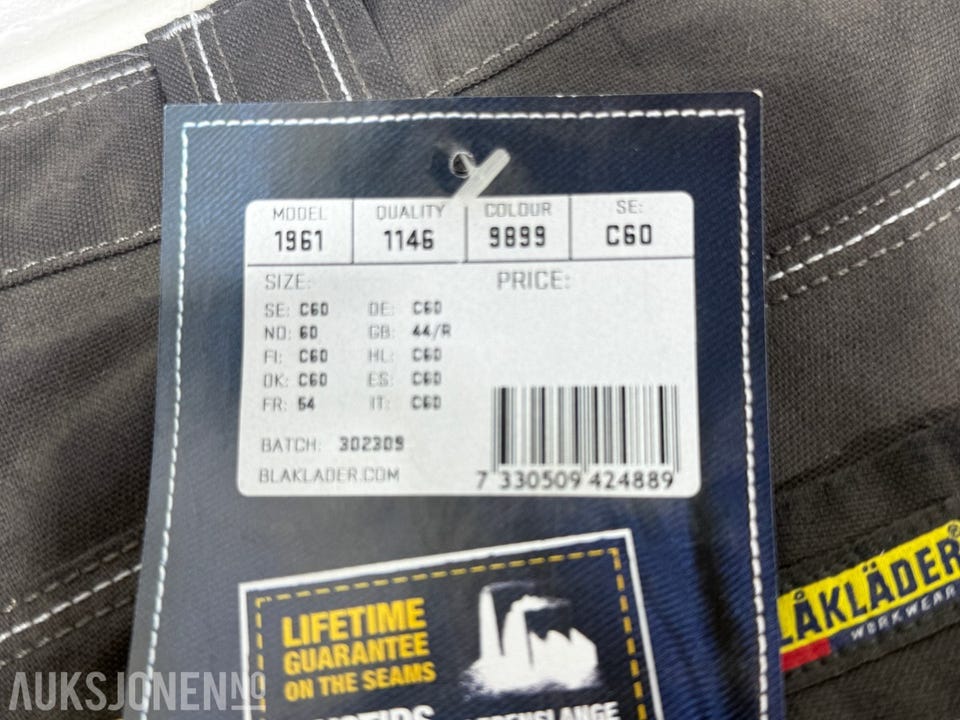 MODEL QUALITY COLOUR SE:
1961 1146 9899 C60
SIZE: PRICE:
SE: C60 DE: C60
NO: 60 GB: 44/R
FI: C60 NL: C60
DK: C60 ES: C60
FR: 54 IT: C60
BATCH: 302309
BLAKLADER.COM
7 330509 424889
LIFETIME
GUARANTEE
ON THE SEAMS
LÅKLÄDER®
WORKWEAR
AUKSJONEN.NO